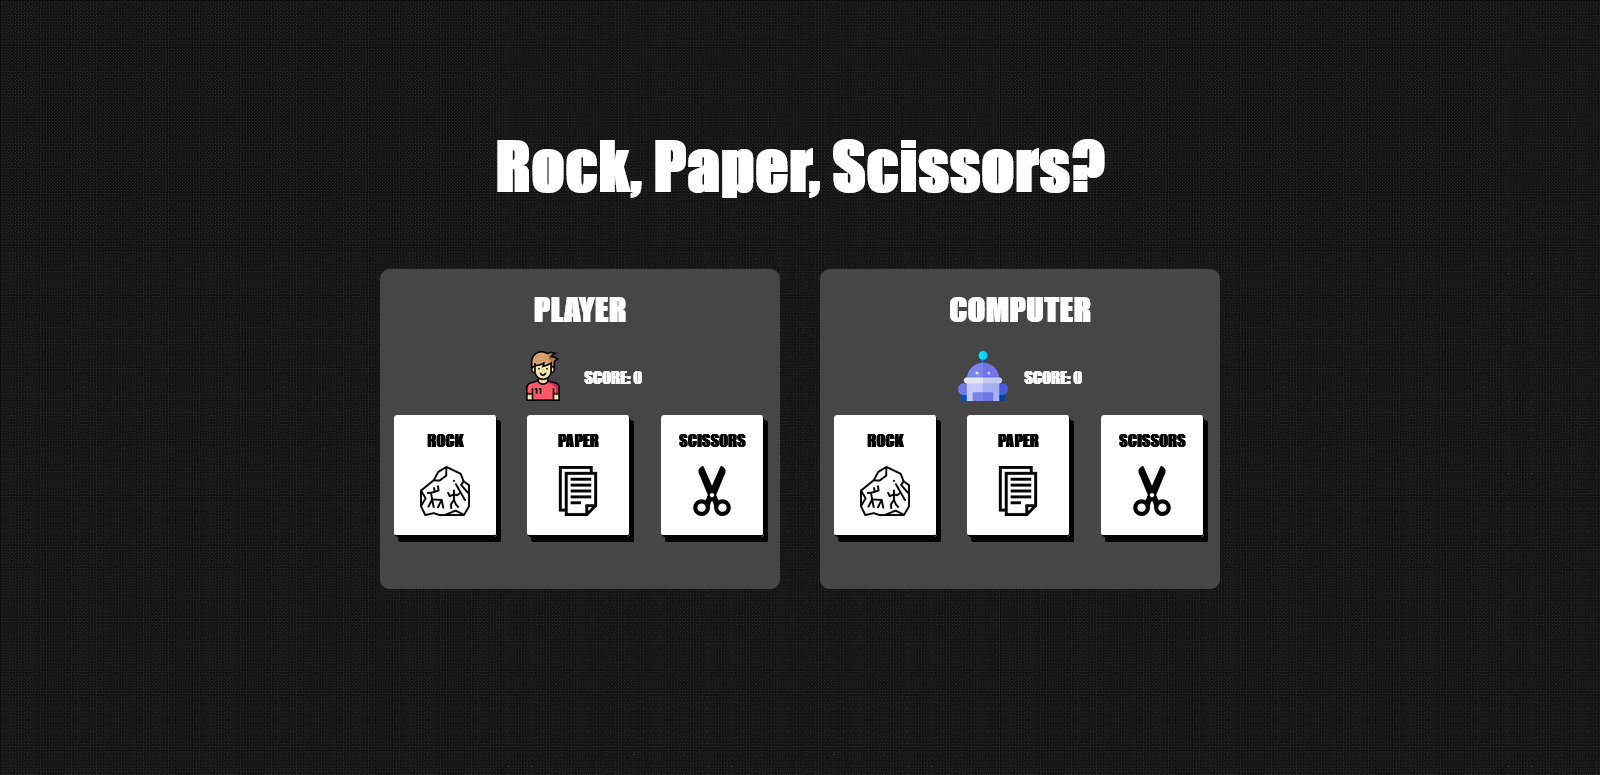 Rock, Paper, Scissors?
PLAYER
SCORE: 0
ROCK
PAPER
SCISSORS
COMPUTER
SCORE: 0
ROCK
PAPER
SCISSORS